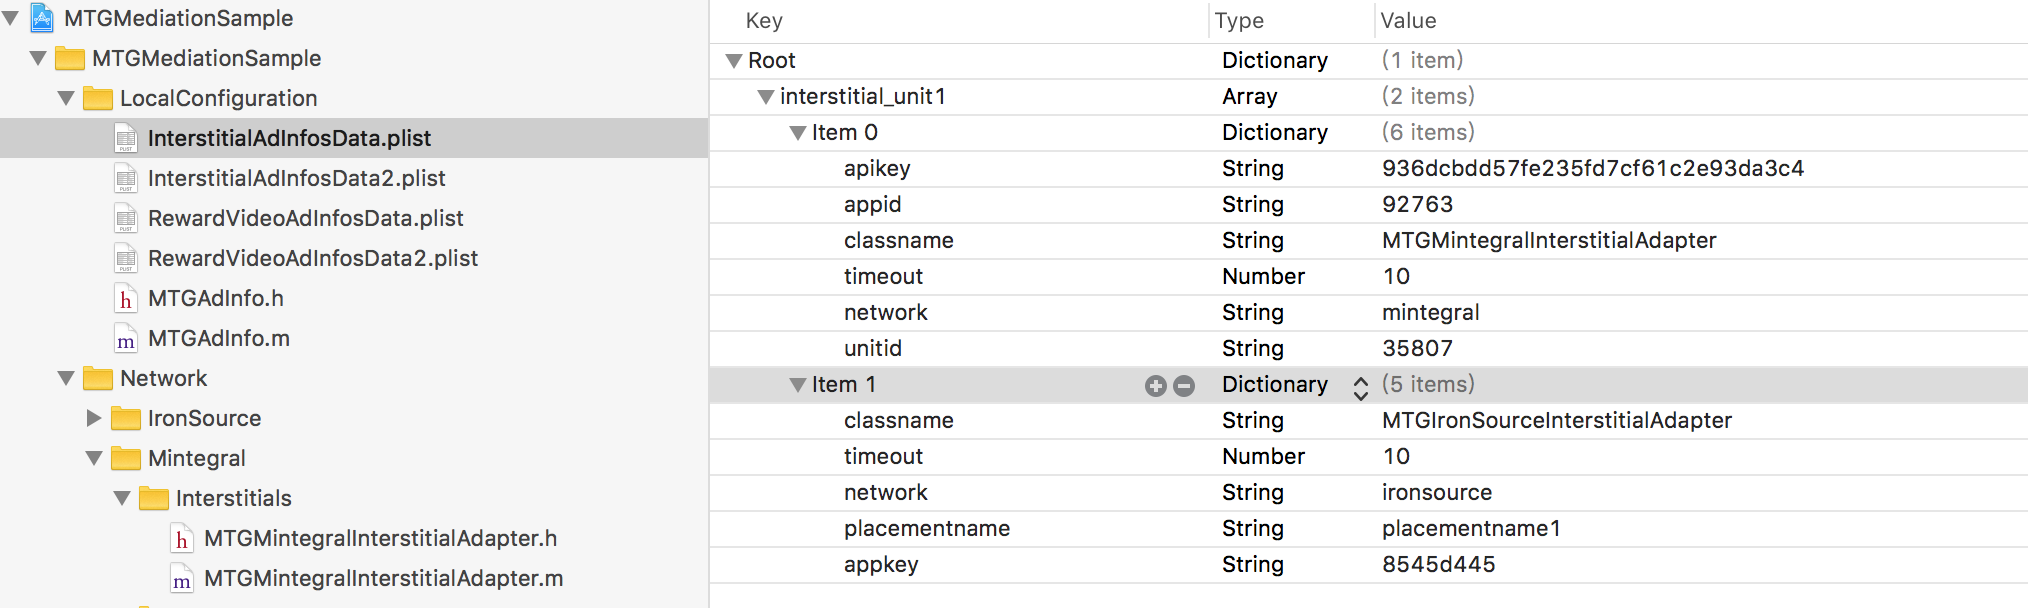 MTGMediationSample
MTGMediationSample
LocalConfiguration
InterstitialAdInfosData.plist
InterstitialAdInfosData2.plist
RewardVideoAdInfosData.plist
RewardVideoAdInfosData2.plist
h MTGAdInfo.h
m MTGAdInfo.m
Network
IronSource
Mintegral
Interstitials
h MTGMintegralInterstitialAdapter.h
m MTGMintegralInterstitialAdapter.m
Key Type Value
Root Dictionary (1 item)
interstitial_unit1 Array (2 items)
Item 0 Dictionary (6 items)
apikey String 936dcbdd57fe235fd7cf61c2e93da3c4
appid String 92763
classname String MTGMintegralInterstitialAdapter
timeout Number 10
network String mintegral
unitid String 35807
Item 1 Dictionary (5 items)
classname String MTGIronSourceInterstitialAdapter
timeout Number 10
network String ironsource
placementname String placementname1
appkey String 8545d445